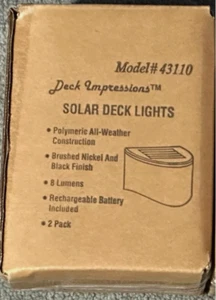 Model# 43110
Deck Impressions™
SOLAR DECK LIGHTS
• Polymeric All-Weather
Construction
• Brushed Nickel And
Black Finish
• 8 Lumens
• Rechargeable Battery
Included
• 2 Pack